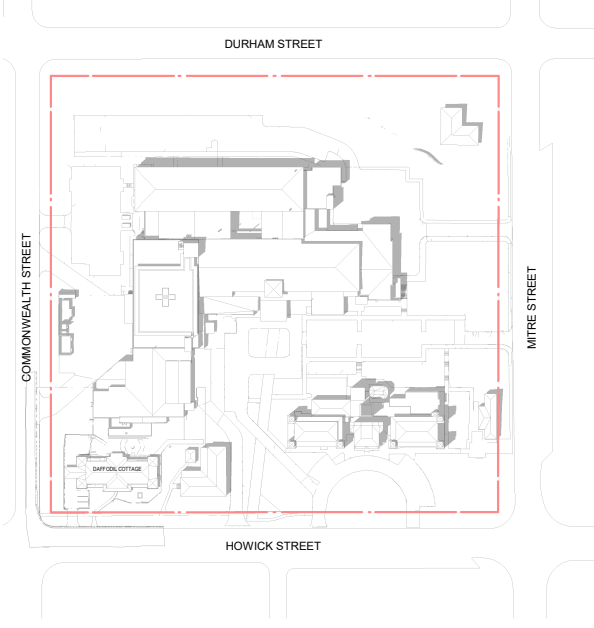 DURHAM STREET
COMMONWEALTH STREET
MITRE STREET
DAFFODIL COTTAGE
HOWICK STREET